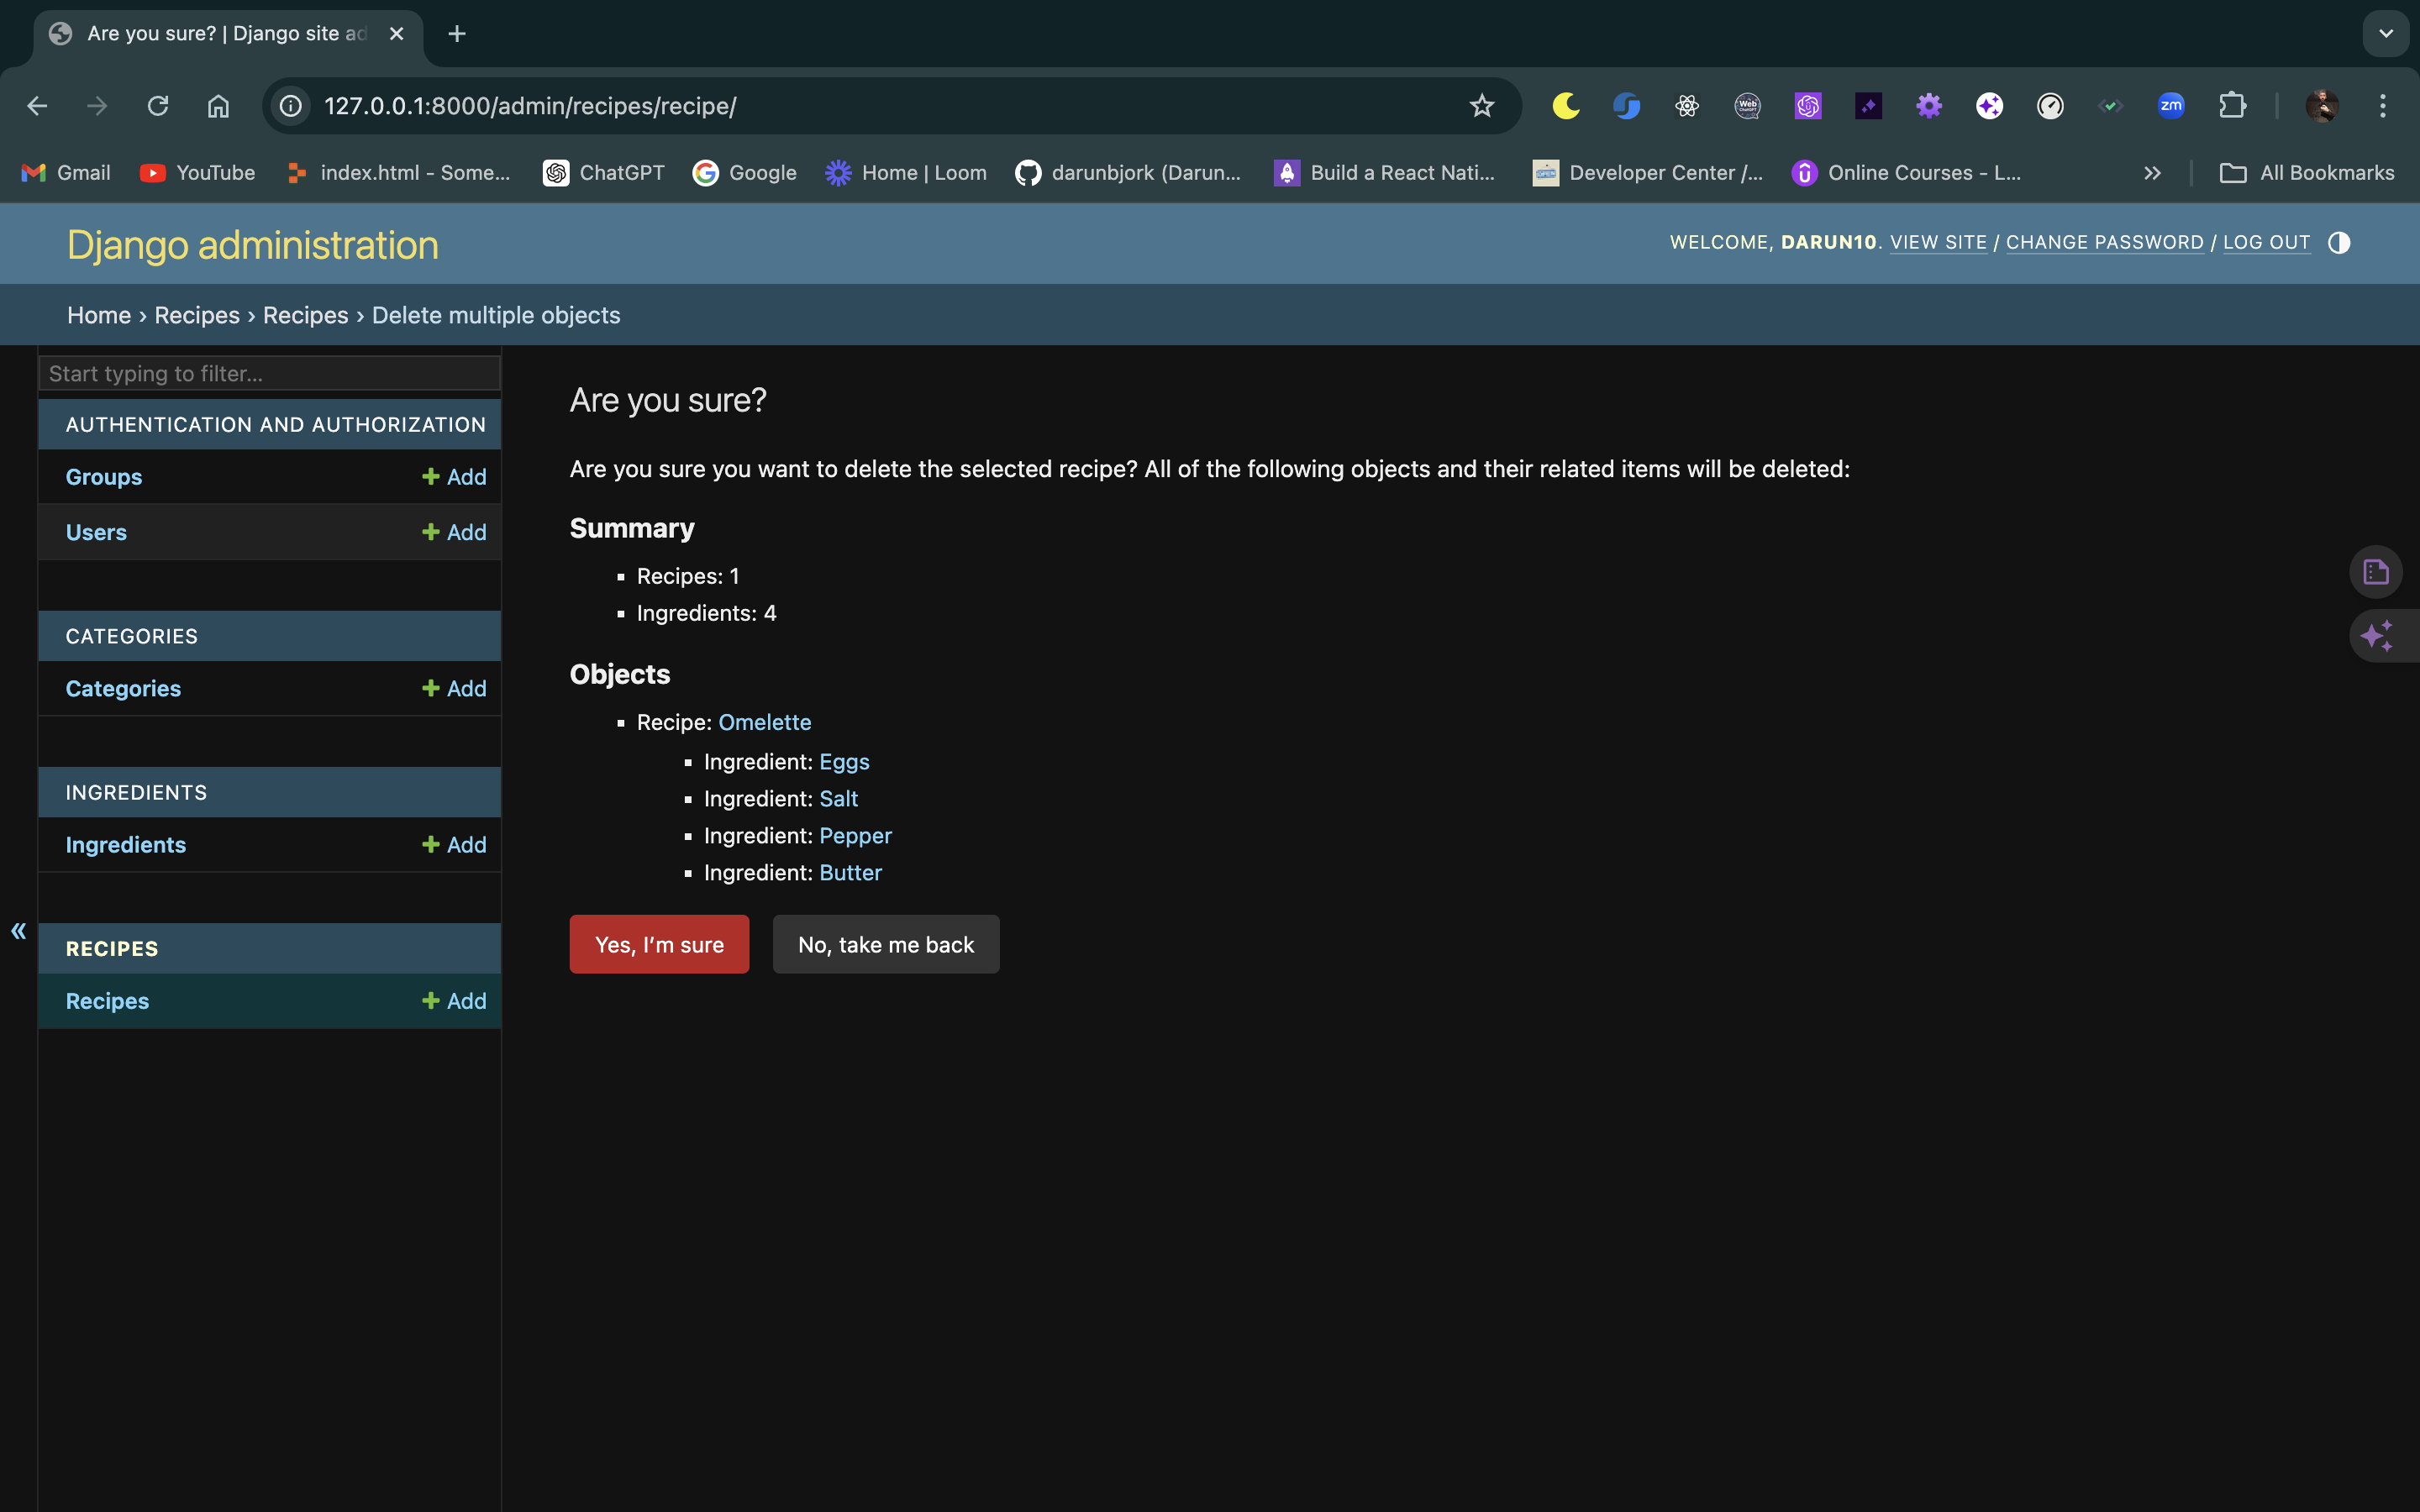 Are you sure? | Django site ad
127.0.0.1:8000/admin/recipes/recipe/
zm
Gmail
YouTube
index.html - Some...
ChatGPT
Google
Home | Loom
darunbjork (Darun...
Build a React Nati...
Developer Center /...
Online Courses - L...
All Bookmarks
Django administration
WELCOME, DARUN10. VIEW SITE / CHANGE PASSWORD / LOG OUT
Home › Recipes › Recipes › Delete multiple objects
Start typing to filter...
AUTHENTICATION AND AUTHORIZATION
Groups + Add
Users + Add
CATEGORIES
Categories + Add
INGREDIENTS
Ingredients + Add
RECIPES
Recipes + Add
Are you sure?
Are you sure you want to delete the selected recipe? All of the following objects and their related items will be deleted:
Summary
Recipes: 1
Ingredients: 4
Objects
Recipe: Omelette
Ingredient: Eggs
Ingredient: Salt
Ingredient: Pepper
Ingredient: Butter
Yes, I’m sure
No, take me back